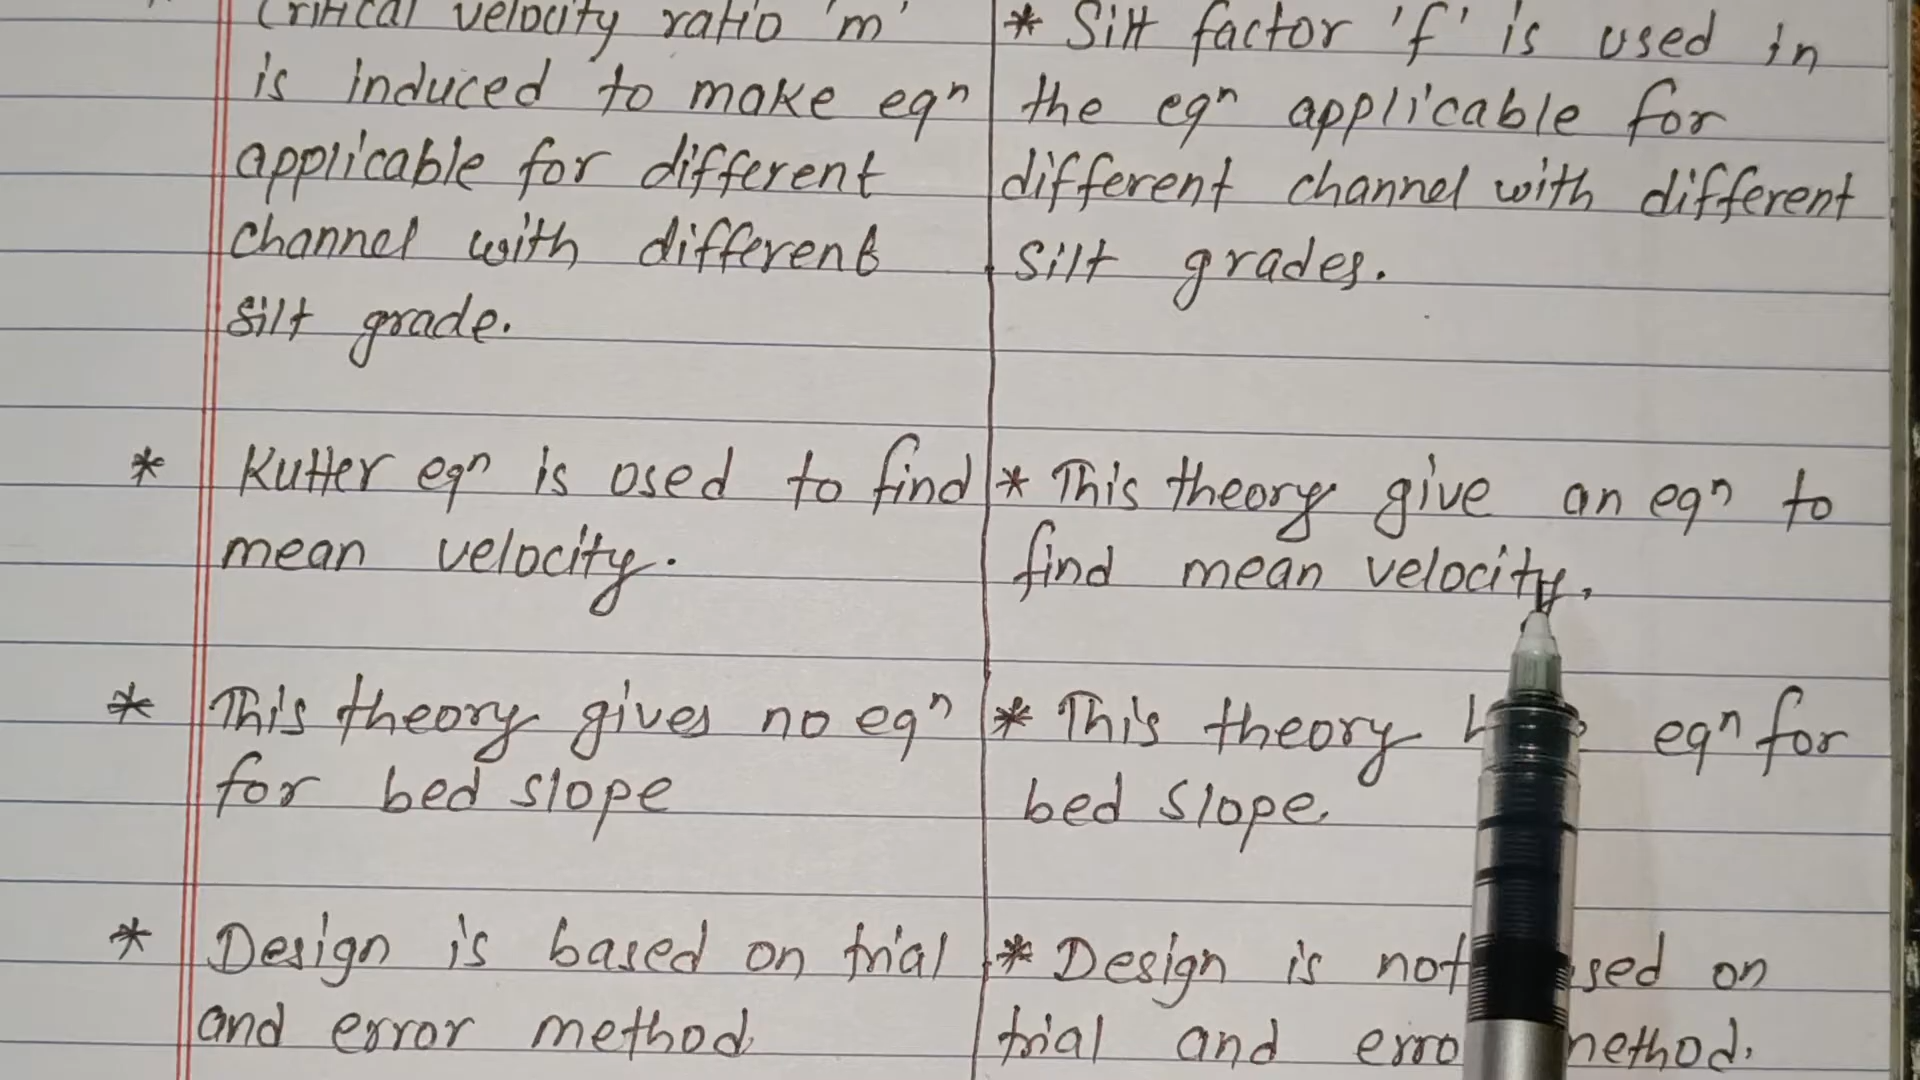 Critical velocity ratio 'm'
is induced to make eqn
applicable for different
channel with different
silt grade.
* Kutter eqn is used to find
mean velocity.
* This theory gives no eqn
for bed slope
* Design is based on trial
and error method.
* Silt factor 'f' is used in
the eqn applicable for
different channel with different
silt grades.
* This theory give an eqn to
find mean velocity.
* This theory eqn for
bed slope.
* Design is not on
trial and method.